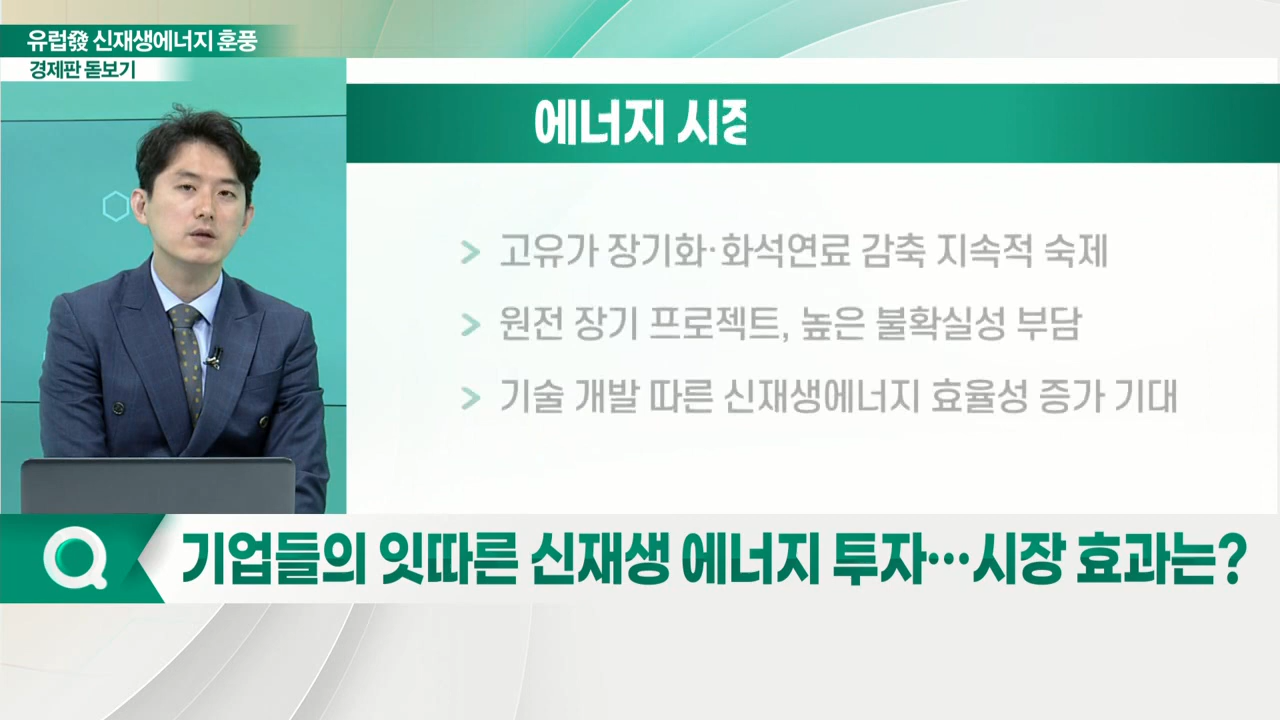 유럽發 신재생에너지 훈풍
경제판 돋보기
에너지 시
> 고유가 장기화·화석연료 감축 지속적 숙제
> 원전 장기 프로젝트, 높은 불확실성 부담
> 기술 개발 따른 신재생에너지 효율성 증가 기대
Q 기업들의 잇따른 신재생 에너지 투자…시장 효과는?